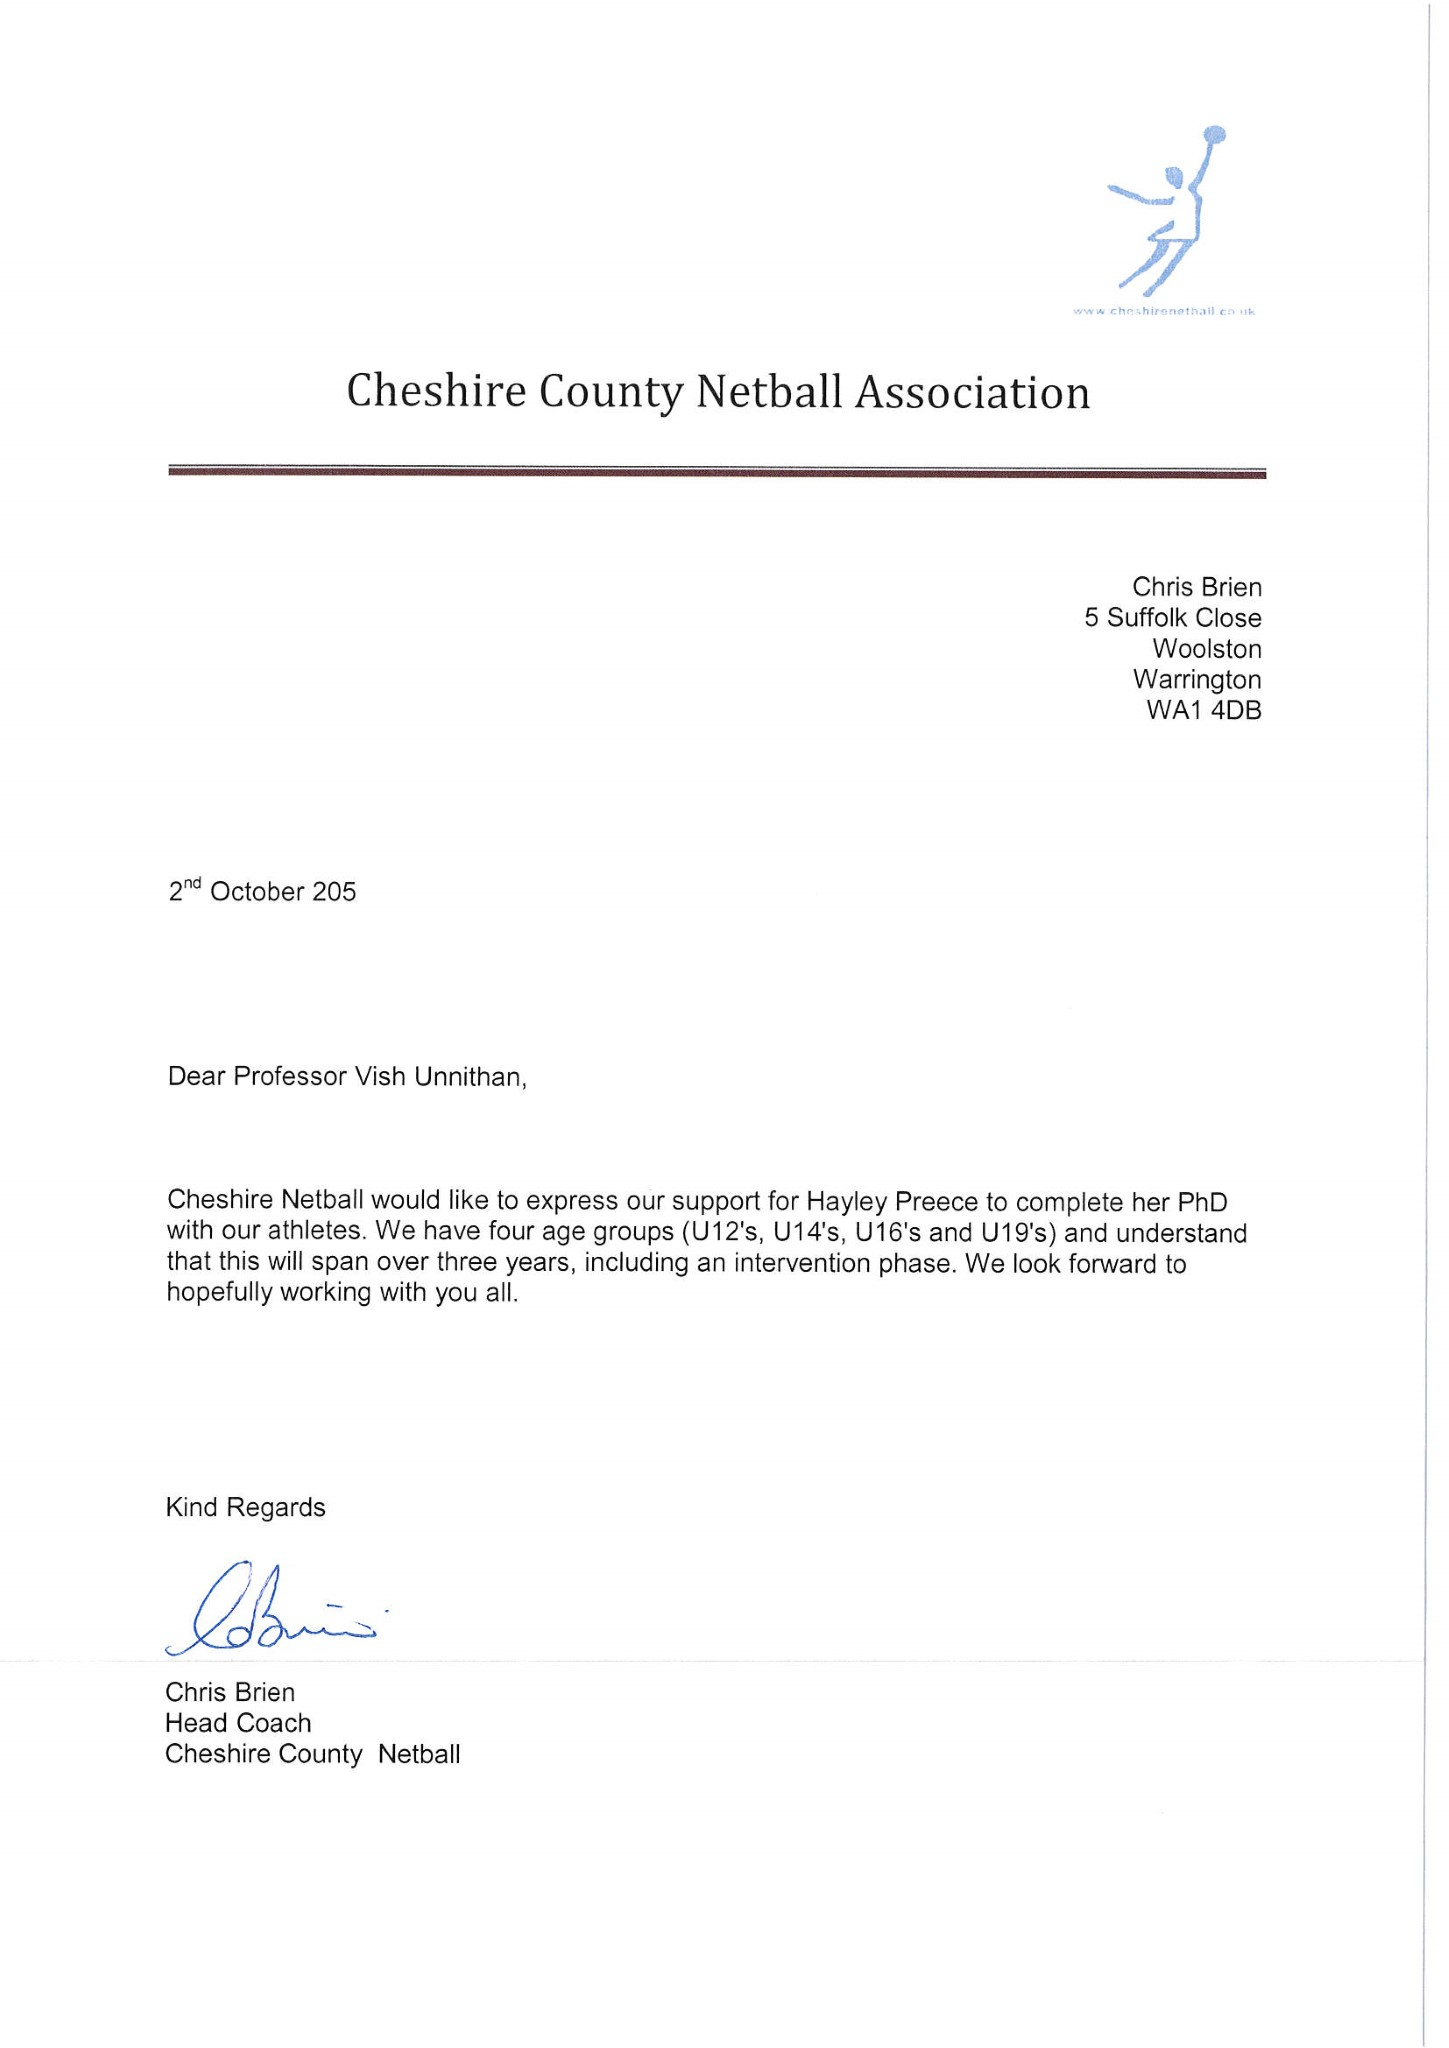 www.cheshirenetball.co.uk
Cheshire County Netball Association
Chris Brien
5 Suffolk Close
Woolston
Warrington
WA1 4DB
2nd October 205
Dear Professor Vish Unnithan,
Cheshire Netball would like to express our support for Hayley Preece to complete her PhD
with our athletes. We have four age groups (U12's, U14's, U16's and U19's) and understand
that this will span over three years, including an intervention phase. We look forward to
hopefully working with you all.
Kind Regards
CBrien
Chris Brien
Head Coach
Cheshire County  Netball